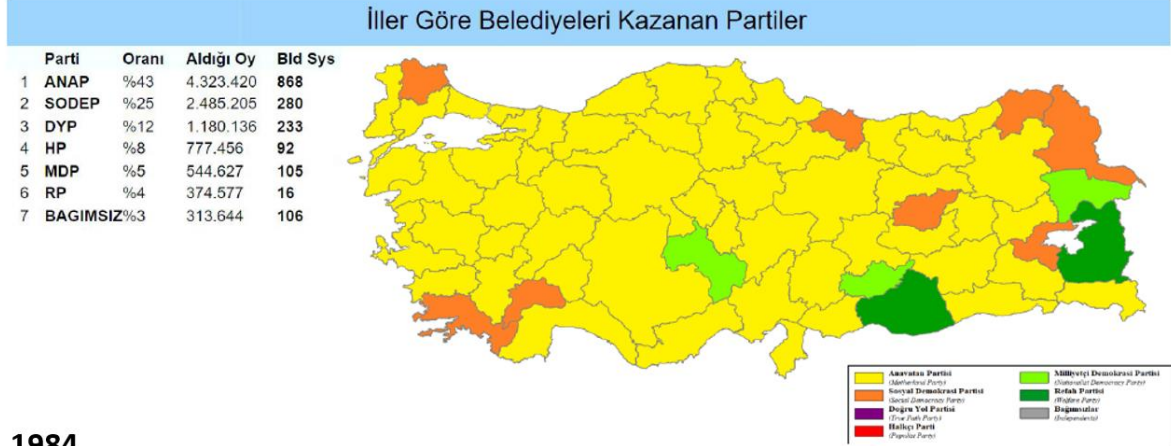 İller Göre Belediyeleri Kazanan Partiler
Parti Oranı Aldığı Oy Bld Sys
1 ANAP %43 4.323.420 868
2 SODEP %25 2.485.205 280
3 DYP %12 1.180.136 233
4 HP %8 777.456 92
5 MDP %5 544.627 105
6 RP %4 374.577 16
7 BAGIMSIZ %3 313.644 106
Anavatan Partisi
(Motherland Party)
Sosyal Demokrasi Partisi
(Social Democracy Party)
Doğru Yol Partisi
(True Path Party)
Halkçı Parti
(Populist Party)
Milliyetçi Demokrasi Partisi
(Nationalist Democracy Party)
Refah Partisi
(Welfare Party)
Bağımsızlar
(Independents)
1984